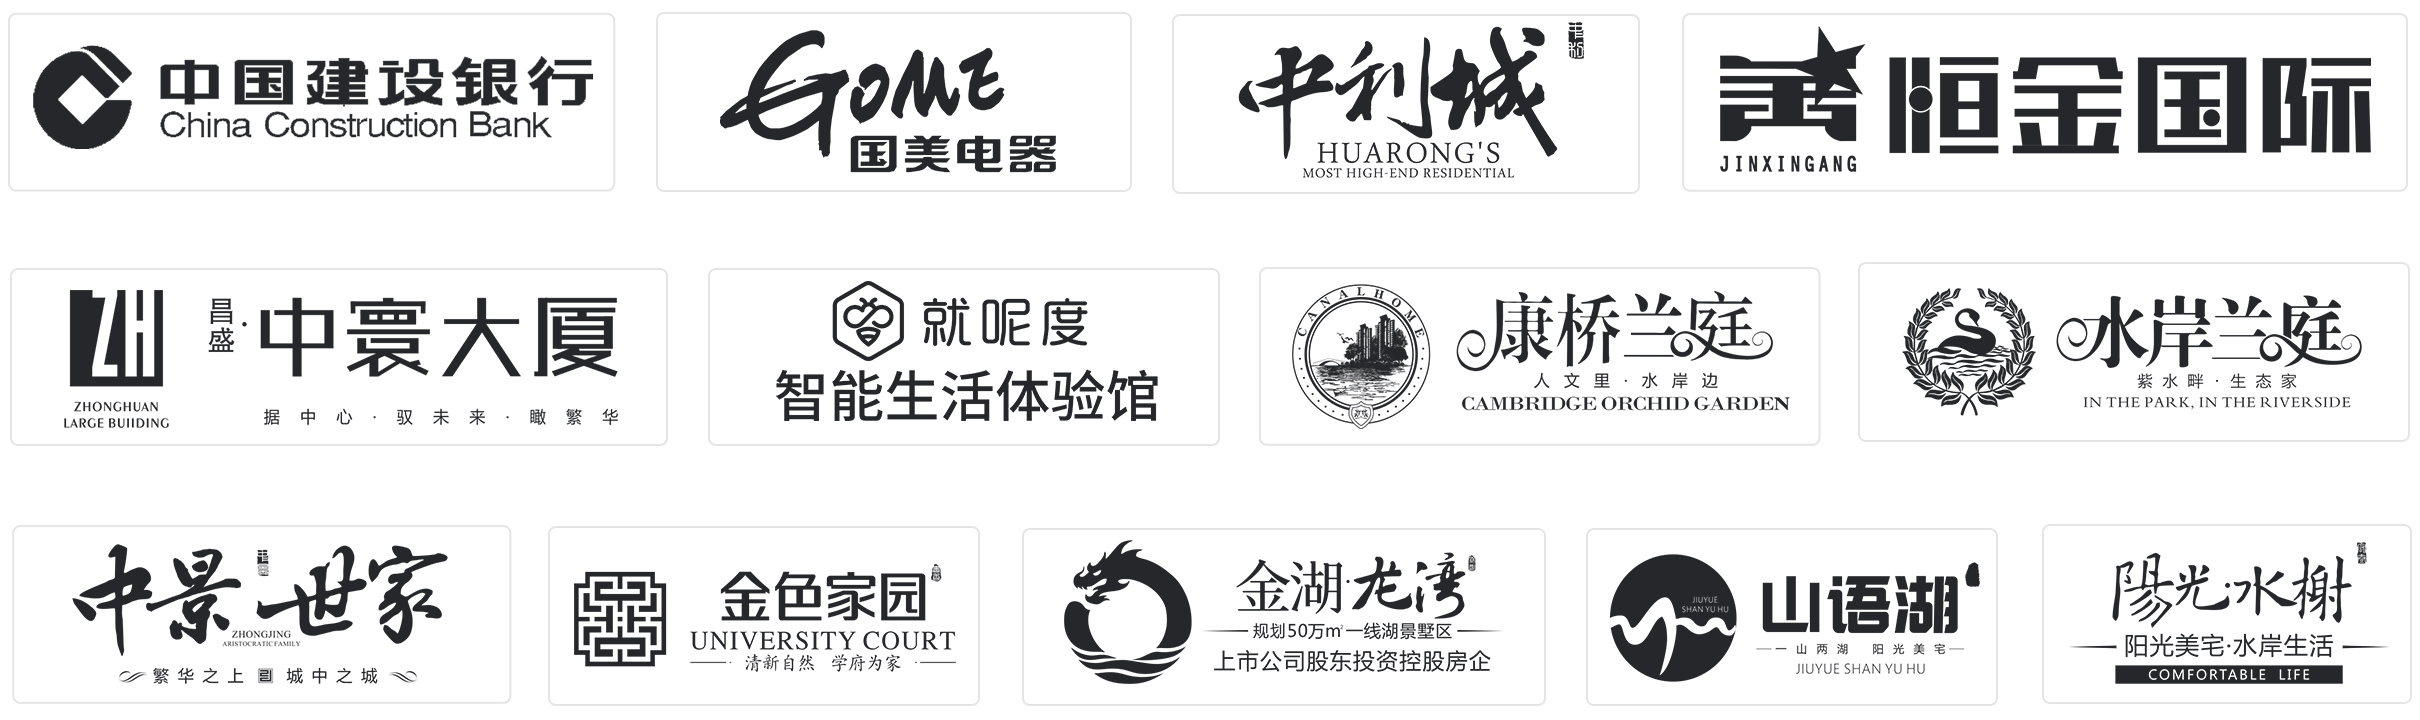 中国建设银行
China Construction Bank
GOME
国美电器
中利城
HUARONG'S
MOST HIGH-END RESIDENTIAL
JINXINGANG
恒金国际
ZH
ZHONGHUAN
LARGE BUIIDING
昌盛·中寰大厦
据中心·驭未来·瞰繁华
就呢度
智能生活体验馆
CANALHOME
康桥兰庭
人文里·水岸边
CAMBRIDGE ORCHID GARDEN
水岸兰庭
紫水畔·生态家
IN THE PARK, IN THE RIVERSIDE
中景世家
ZHONGJING
ARISTOCRATIC FAMILY
繁华之上 城中之城
金色家园
UNIVERSITY COURT
清新自然 学府为家
金湖·龙湾
规划50万m²一线湖景墅区
上市公司股东投资控股房企
JIUYUE
SHAN YU HU
山语湖
一山两湖 阳光美宅
JIUYUE SHAN YU HU
陽光·水榭
阳光美宅·水岸生活
COMFORTABLE LIFE